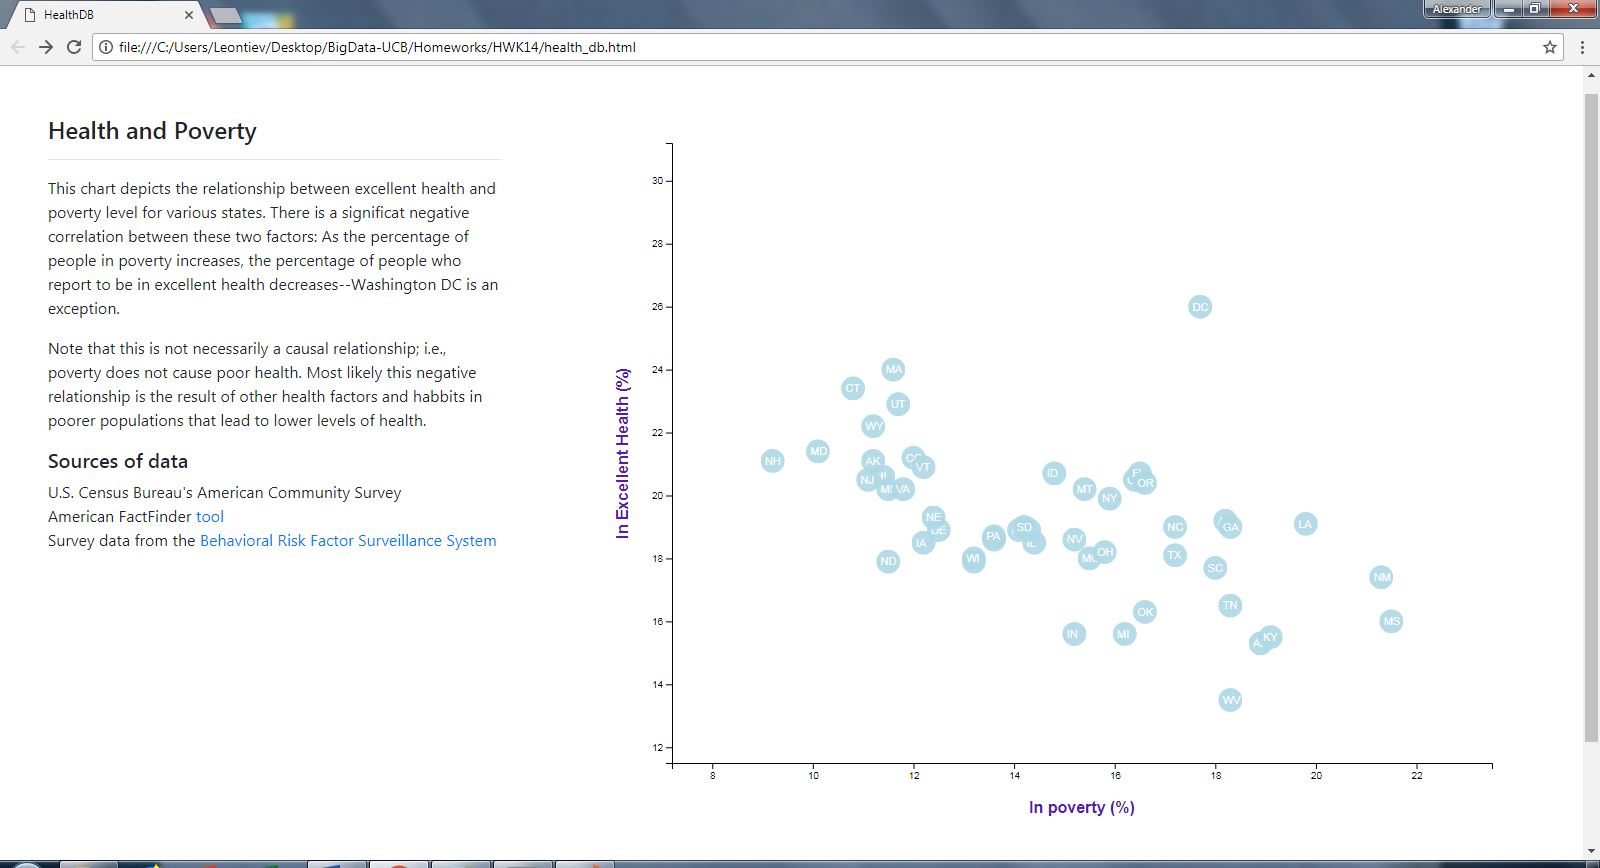 HealthDB
Alexander
file:///C:/Users/Leontiev/Desktop/BigData-UCB/Homeworks/HWK14/health_db.html
Health and Poverty
This chart depicts the relationship between excellent health and
poverty level for various states. There is a significat negative
correlation between these two factors: As the percentage of
people in poverty increases, the percentage of people who
report to be in excellent health decreases--Washington DC is an
exception.
Note that this is not necessarily a causal relationship; i.e.,
poverty does not cause poor health. Most likely this negative
relationship is the result of other health factors and habbits in
poorer populations that lead to lower levels of health.
Sources of data
U.S. Census Bureau's American Community Survey
American FactFinder tool
Survey data from the Behavioral Risk Factor Surveillance System
In Excellent Health (%)
30
28
26
24
22
20
18
16
14
12
DC
MA
CT
UT
WY
MD
NH
AK
VT
NJ
VA
ID
MT
NY
OR
NE
DE
IA
ND
WI
PA
SD
IL
NV
OH
NC
GA
LA
TX
SC
NM
TN
OK
MS
IN
MI
KY
WV
8
10
12
14
16
18
20
22
In poverty (%)